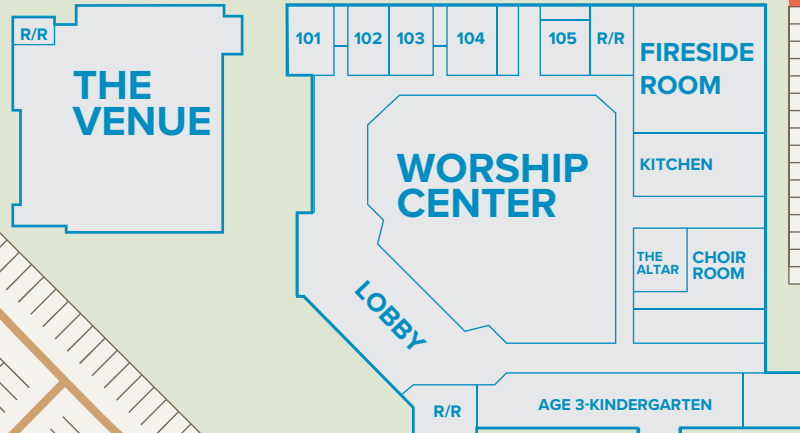 R/R
THE
VENUE
101
102
103
104
105
R/R
FIRESIDE
ROOM
WORSHIP
CENTER
KITCHEN
THE
ALTAR
CHOIR
ROOM
LOBBY
R/R
AGE 3-KINDERGARTEN